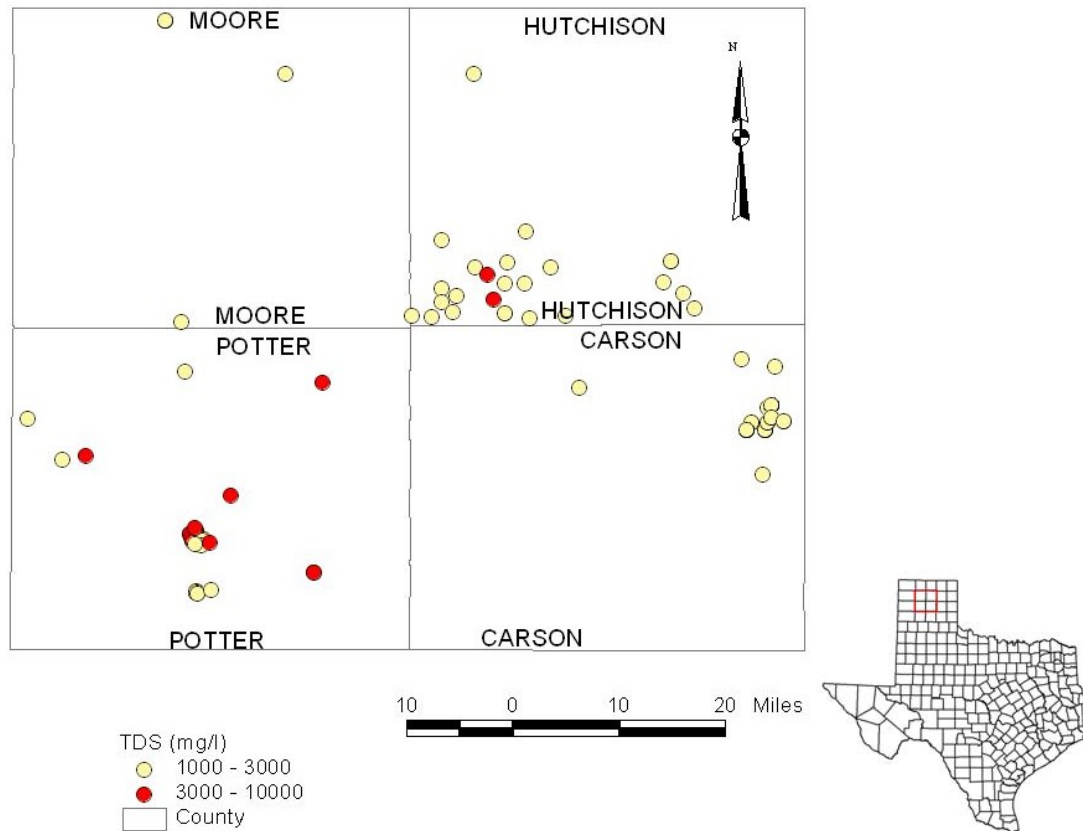 MOORE
HUTCHISON
N
MOORE
HUTCHISON
POTTER
CARSON
POTTER
CARSON
10 0 10 20 Miles
TDS (mg/l)
1000 - 3000
3000 - 10000
County